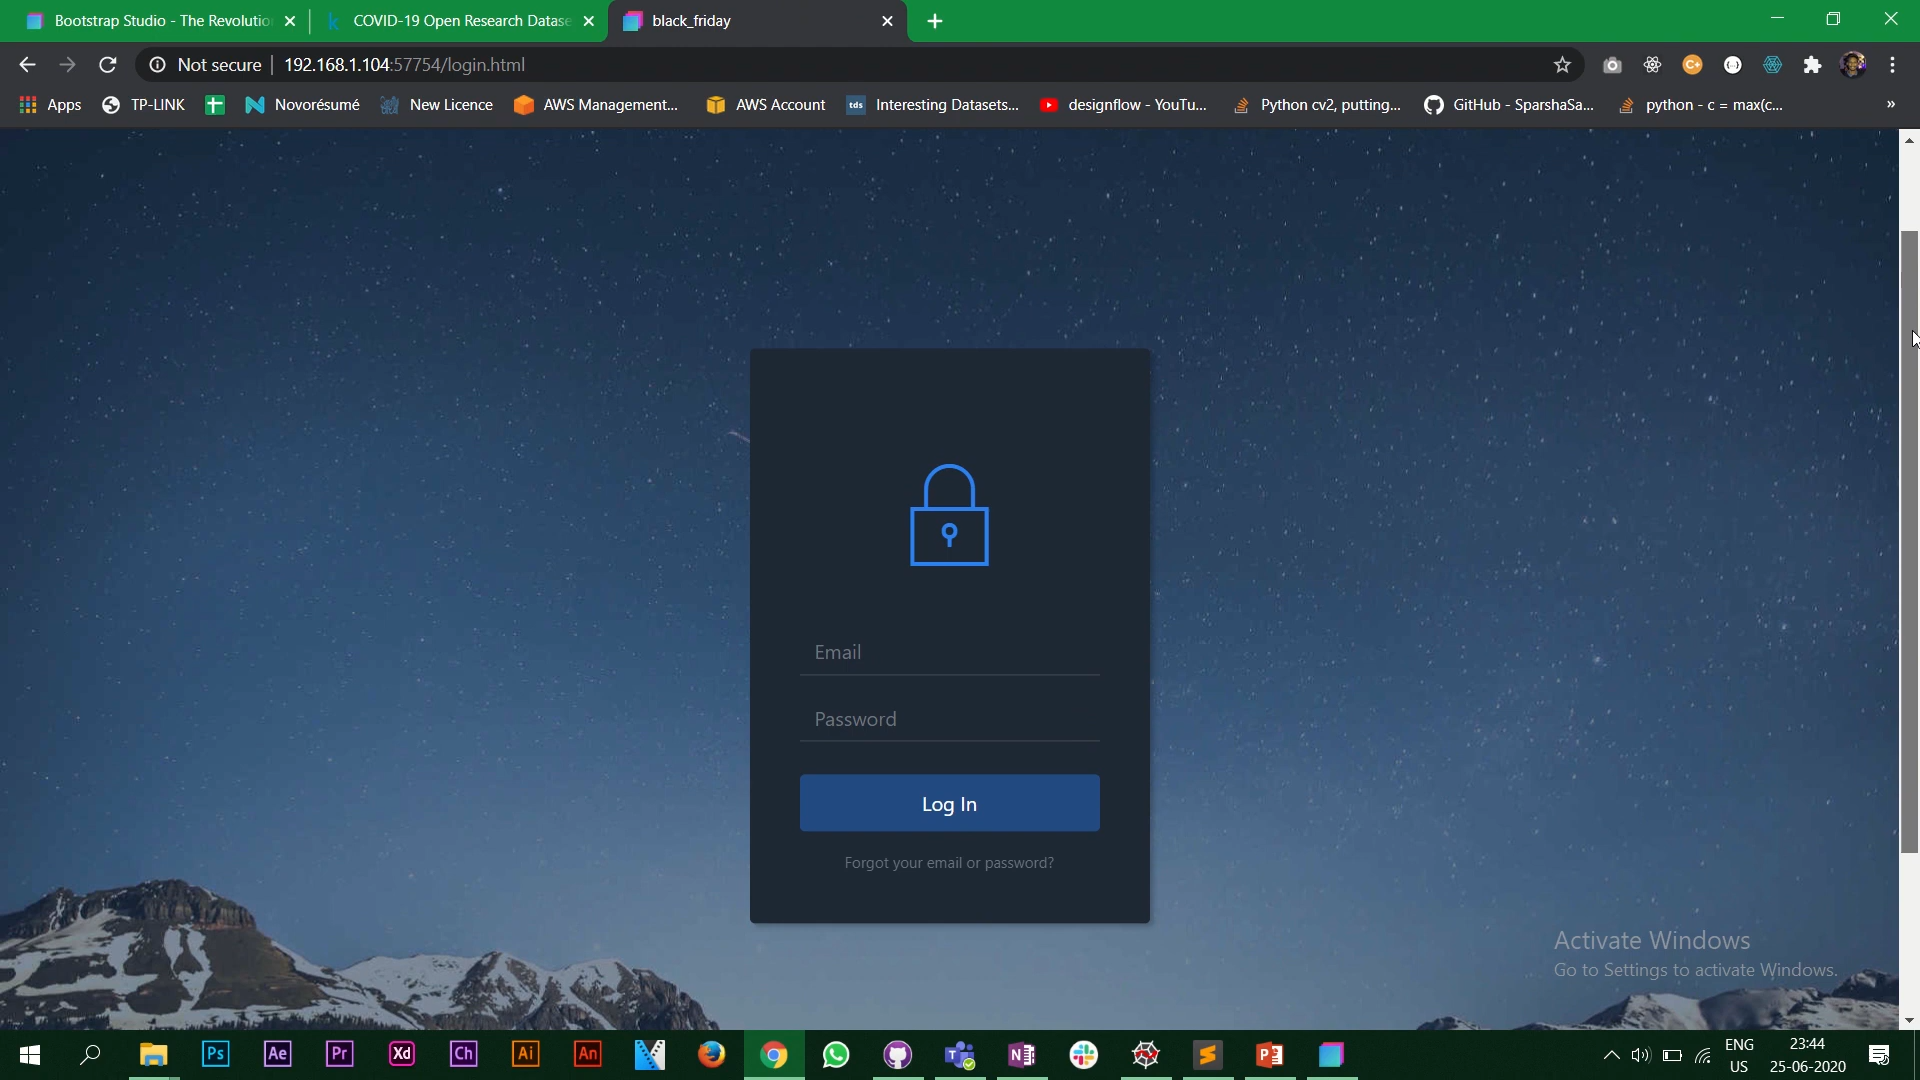 Bootstrap Studio - The Revolutio
COVID-19 Open Research Datase
black_friday
Not secure
192.168.1.104:57754/login.html
Apps
TP-LINK
Novorésumé
New Licence
AWS Management...
AWS Account
tds
Interesting Datasets...
designflow - YouTu...
Python cv2, putting...
GitHub - SparshaSa...
python - c = max(c...
»
Email
Password
Log In
Forgot your email or password?
Activate Windows
Go to Settings to activate Windows.
Ps
Ae
Pr
Xd
Ch
Ai
An
ENG
US
23:44
25-06-2020